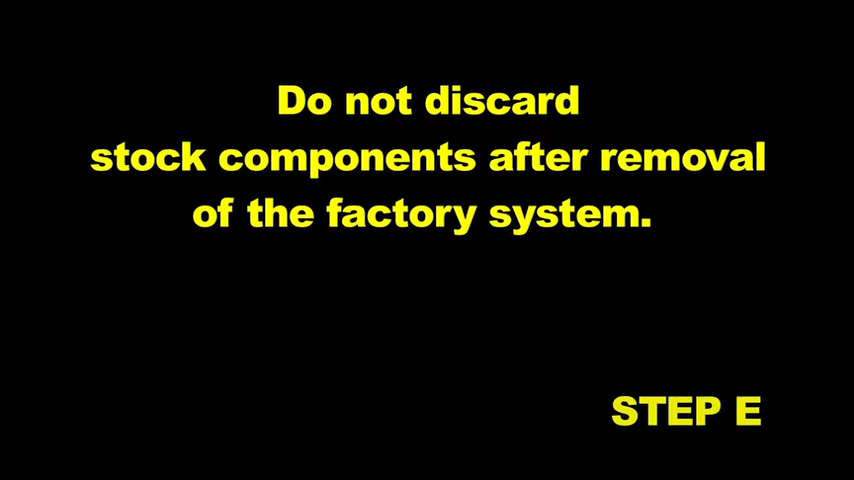 Do not discard
stock components after removal
of the factory system.
STEP E